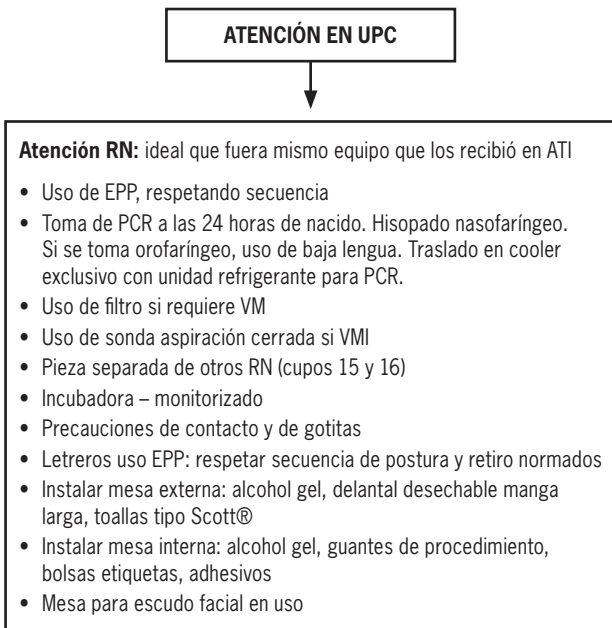 ATENCIÓN EN UPC
Atención RN: ideal que fuera mismo equipo que los recibió en ATI
• Uso de EPP, respetando secuencia
• Toma de PCR a las 24 horas de nacido. Hisopado nasofaríngeo.
Si se toma orofaríngeo, uso de baja lengua. Traslado en cooler
exclusivo con unidad refrigerante para PCR.
• Uso de filtro si requiere VM
• Uso de sonda aspiración cerrada si VMI
• Pieza separada de otros RN (cupos 15 y 16)
• Incubadora – monitorizado
• Precauciones de contacto y de gotitas
• Letreros uso EPP: respetar secuencia de postura y retiro normados
• Instalar mesa externa: alcohol gel, delantal desechable manga
larga, toallas tipo Scott®
• Instalar mesa interna: alcohol gel, guantes de procedimiento,
bolsas etiquetas, adhesivos
• Mesa para escudo facial en uso